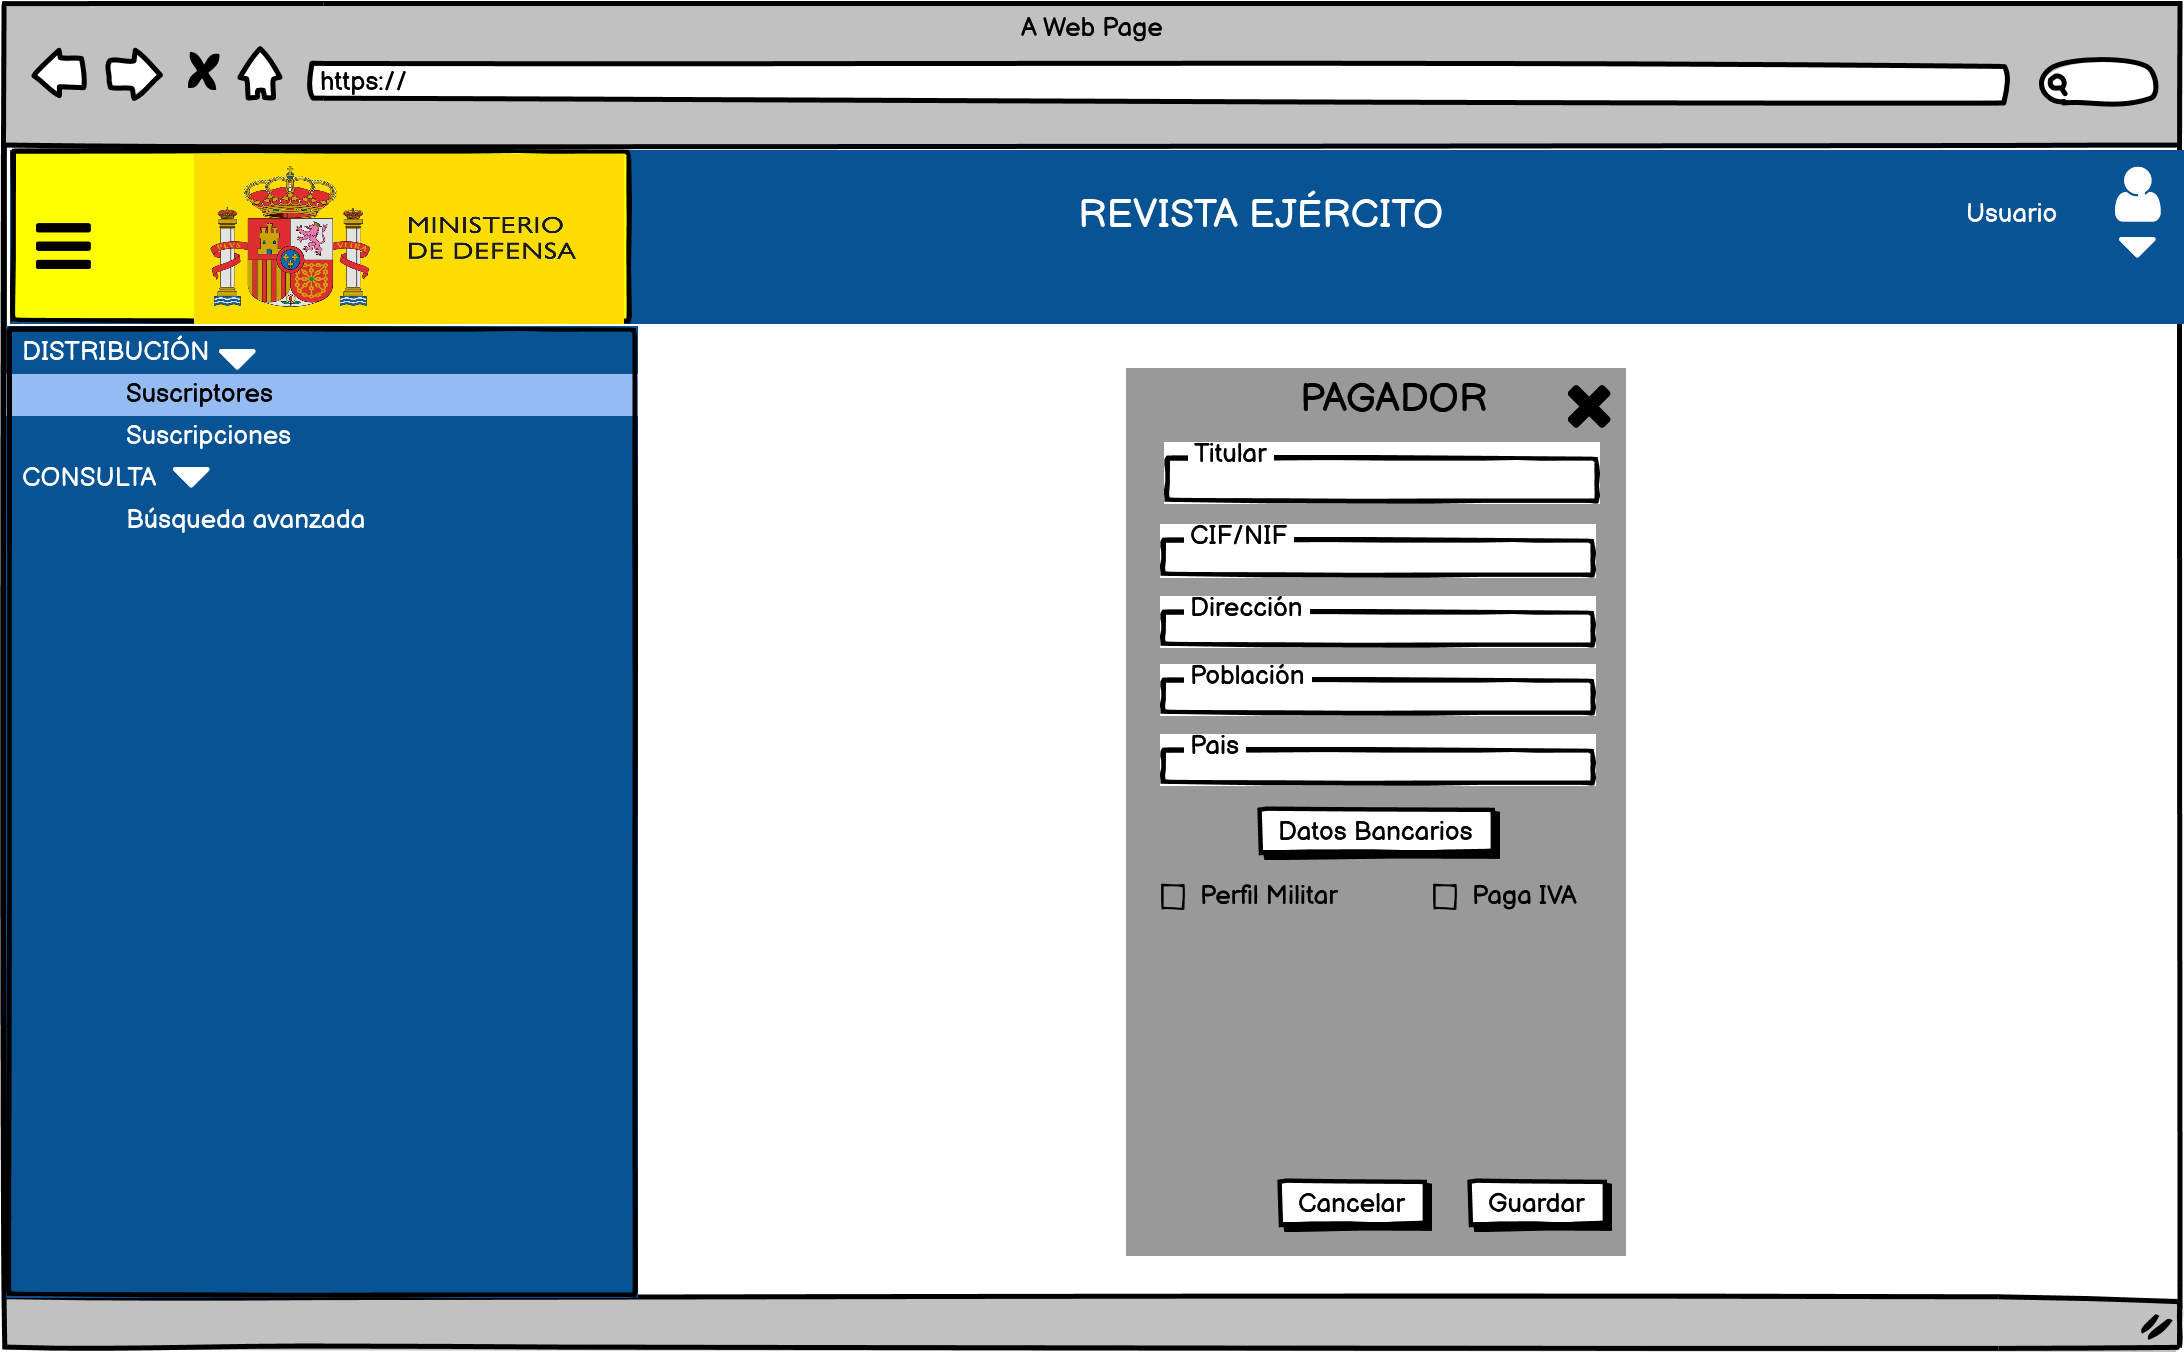 A Web Page
https://
MINISTERIO
DE DEFENSA
REVISTA EJÉRCITO
Usuario
DISTRIBUCIÓN
Suscriptores
Suscripciones
CONSULTA
Búsqueda avanzada
PAGADOR
Titular
CIF/NIF
Dirección
Población
Pais
Datos Bancarios
Perfil Militar
Paga IVA
Cancelar
Guardar